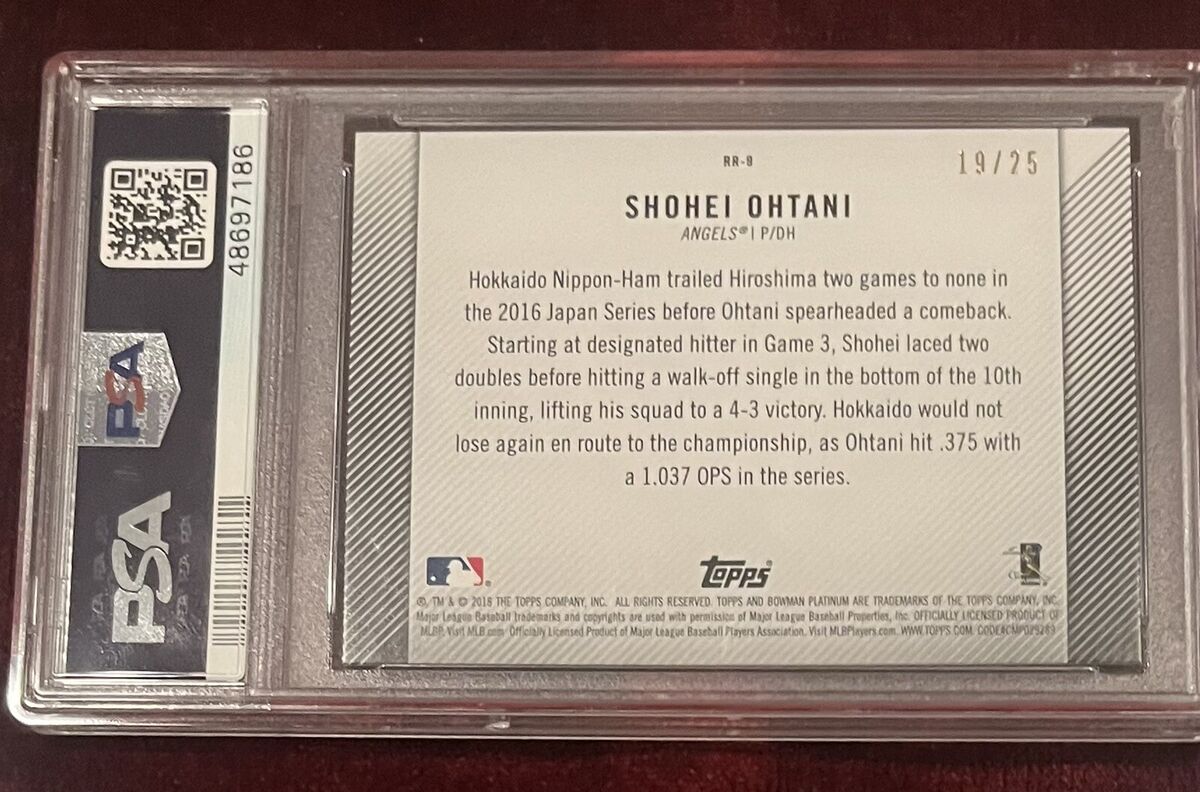 48697186
PSA
PSA
RR-9
19/25
SHOHEI OHTANI
ANGELS® | P/DH
Hokkaido Nippon-Ham trailed Hiroshima two games to none in
the 2016 Japan Series before Ohtani spearheaded a comeback.
Starting at designated hitter in Game 3, Shohei laced two
doubles before hitting a walk-off single in the bottom of the 10th
inning, lifting his squad to a 4-3 victory. Hokkaido would not
lose again en route to the championship, as Ohtani hit .375 with
a 1.037 OPS in the series.
Topps
®, TM & © 2018 THE TOPPS COMPANY, INC. ALL RIGHTS RESERVED. TOPPS AND BOWMAN PLATINUM ARE TRADEMARKS OF THE TOPPS COMPANY, INC.
Major League Baseball trademarks and copyrights are used with permission of Major League Baseball Properties, Inc. OFFICIALLY LICENSED PRODUCT OF
MLBP. Visit MLB.com Officially Licensed Product of Major League Baseball Players Association. Visit MLBPlayers.com. WWW.TOPPS.COM. CODE#CMP029289